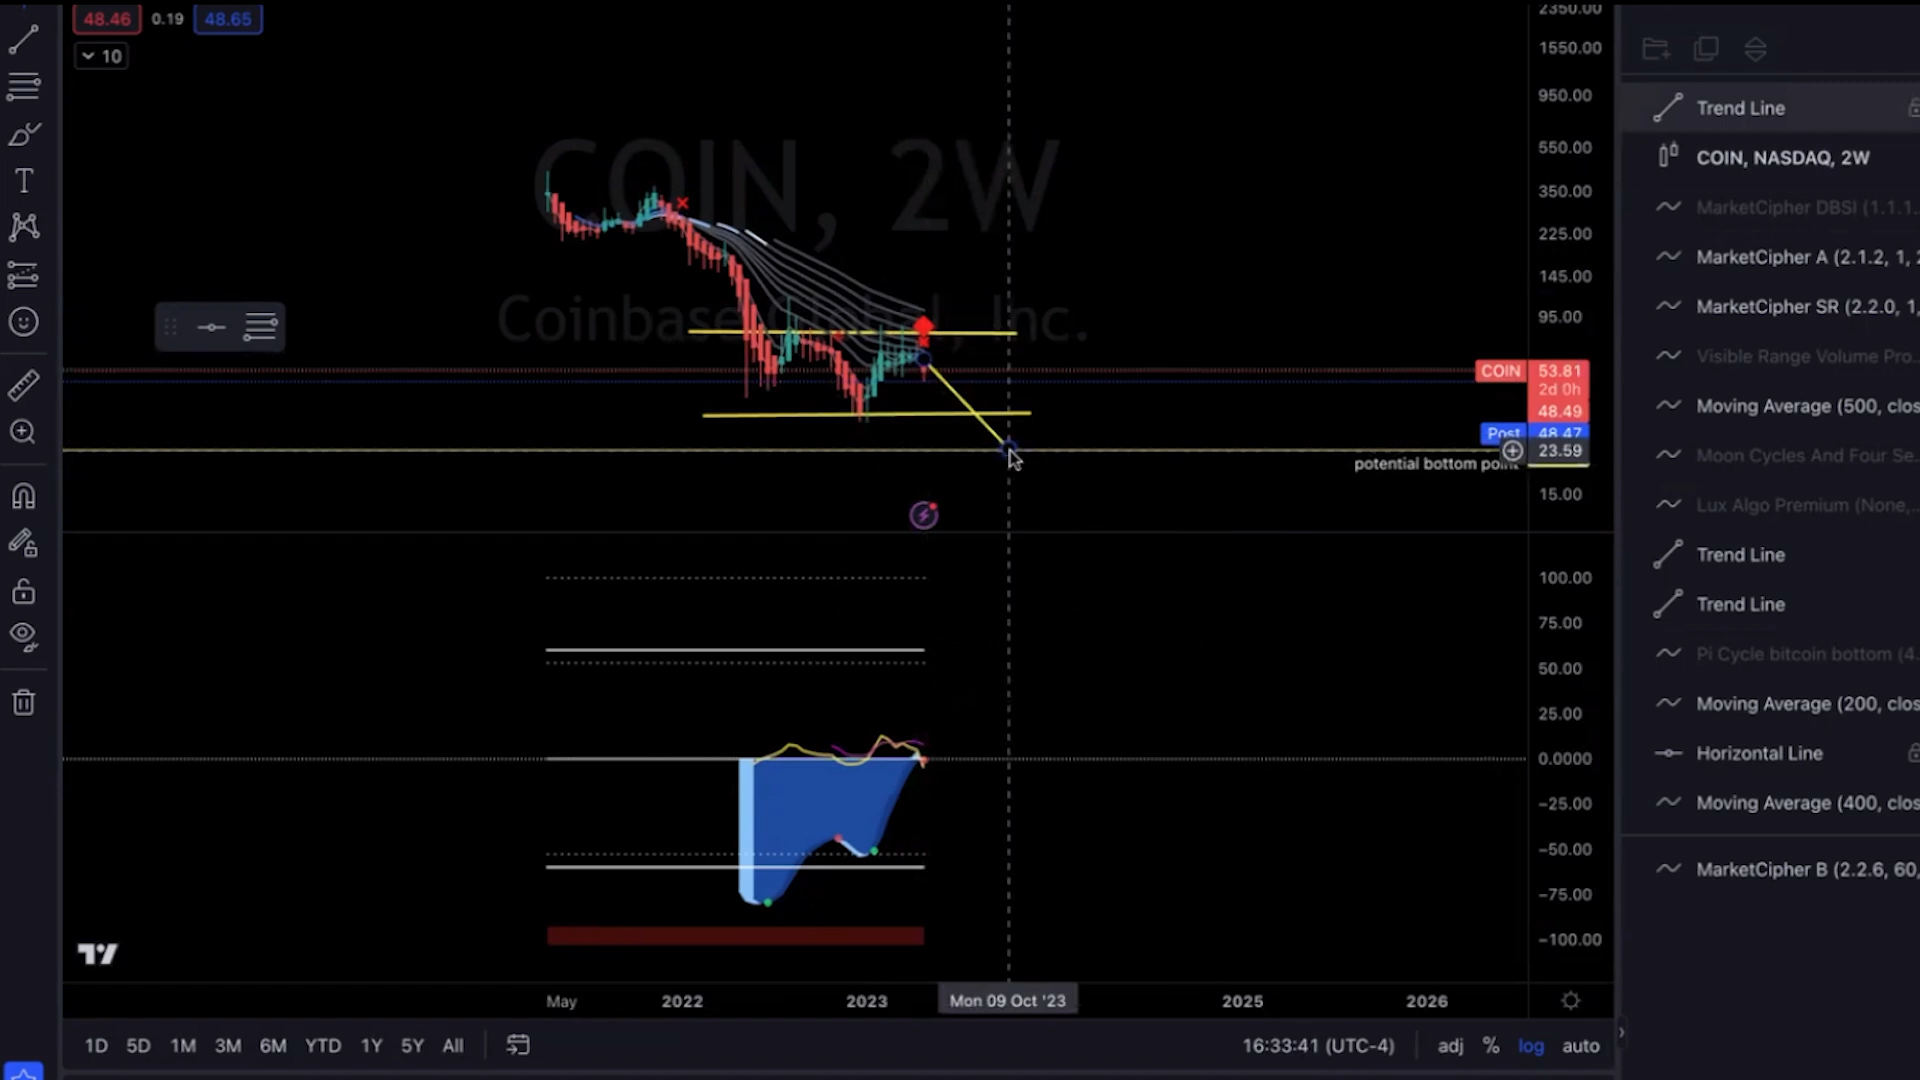 48.46 0.19 48.65
10
COIN, 2W
Coinbase Global, Inc.
2350.00
1550.00
950.00
550.00
350.00
225.00
145.00
95.00
COIN 53.81
2d 0h
48.49
Post 48.47
23.59
potential bottom point
15.00
100.00
75.00
50.00
25.00
0.0000
−25.00
−50.00
−75.00
−100.00
May 2022 2023 Mon 09 Oct '23 2025 2026
1D 5D 1M 3M 6M YTD 1Y 5Y All
16:33:41 (UTC-4) adj % log auto
Trend Line
COIN, NASDAQ, 2W
MarketCipher DBSI (1.1.1...
MarketCipher A (2.1.2, 1, 2
MarketCipher SR (2.2.0, 1,
Visible Range Volume Pro...
Moving Average (500, clos
Moon Cycles And Four Se...
Lux Algo Premium (None,...
Trend Line
Trend Line
Pi Cycle bitcoin bottom (4.
Moving Average (200, clos
Horizontal Line
Moving Average (400, clos
MarketCipher B (2.2.6, 60,